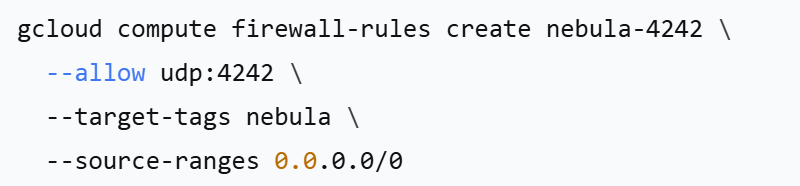 gcloud compute firewall-rules create nebula-4242 \
  --allow udp:4242 \
  --target-tags nebula \
  --source-ranges 0.0.0.0/0